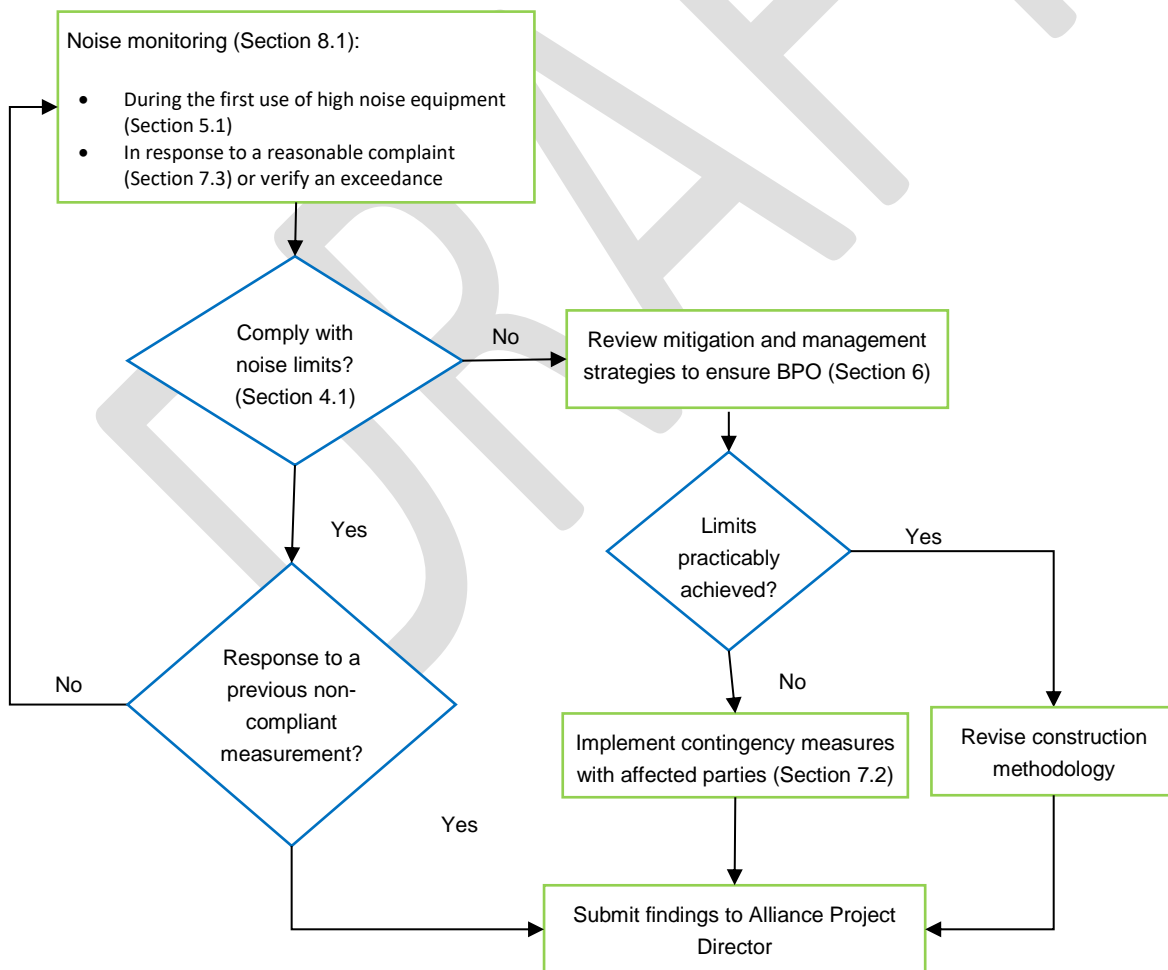 Noise monitoring (Section 8.1):
• During the first use of high noise equipment
(Section 5.1)
• In response to a reasonable complaint
(Section 7.3) or verify an exceedance
Comply with
noise limits?
(Section 4.1)
No
Review mitigation and management
strategies to ensure BPO (Section 6)
Yes
Limits
practicably
achieved?
Yes
Response to a
previous non-
compliant
measurement?
No
No
Implement contingency measures
with affected parties (Section 7.2)
Revise construction
methodology
Yes
Submit findings to Alliance Project
Director
DRAFT